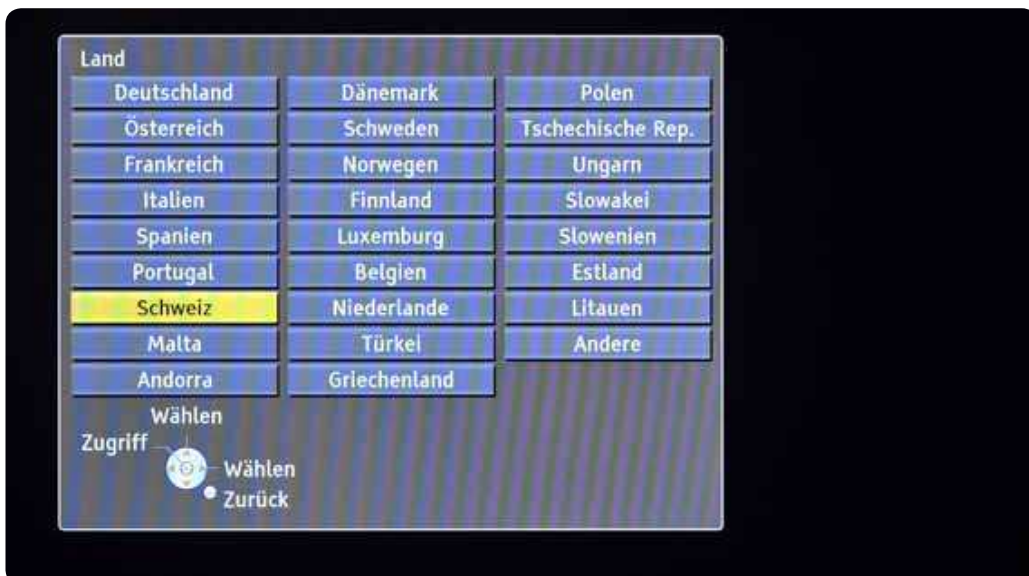 Land
Deutschland Dänemark Polen
Österreich Schweden Tschechische Rep.
Frankreich Norwegen Ungarn
Italien Finnland Slowakei
Spanien Luxemburg Slowenien
Portugal Belgien Estland
Schweiz Niederlande Litauen
Malta Türkei Andere
Andorra Griechenland
Wählen
Zugriff
Wählen
Zurück